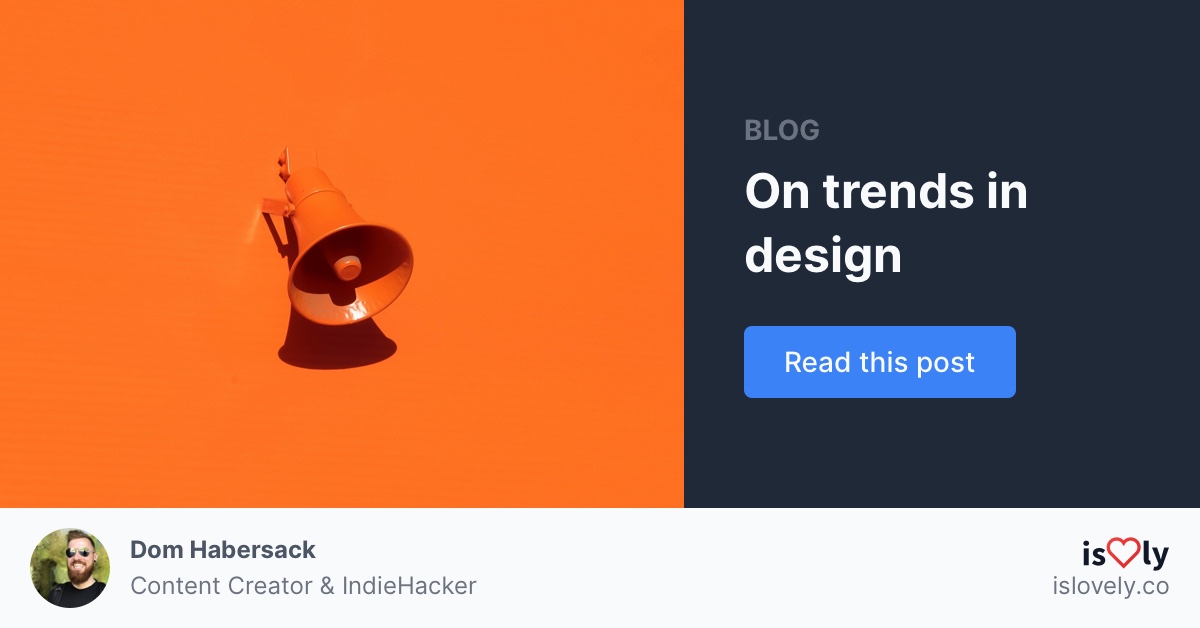 BLOG
On trends in
design
Read this post
Dom Habersack
Content Creator & IndieHacker
is♡ly
islovely.co